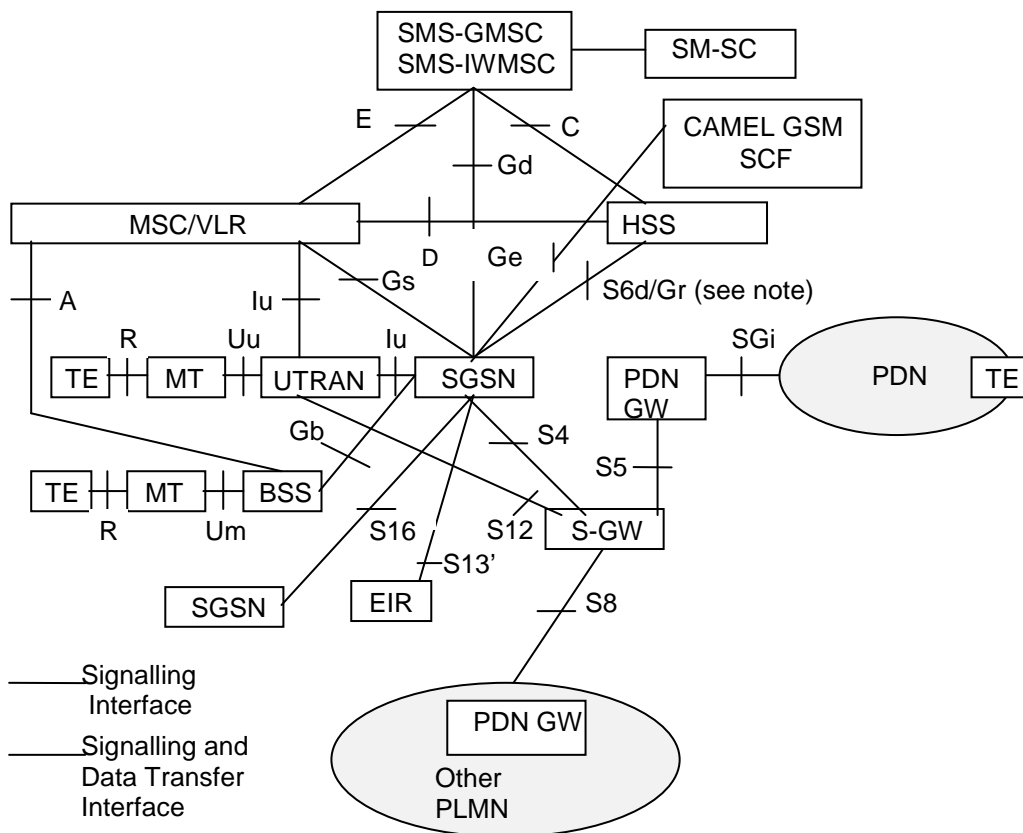 SMS-GMSC
SMS-IWMSC
SM-SC
E
C
CAMEL GSM
SCF
Gd
MSC/VLR
HSS
D
Ge
Gs
S6d/Gr (see note)
A
Iu
R
Uu
Iu
SGi
TE
MT
UTRAN
SGSN
PDN
GW
PDN
TE
Gb
S4
S5
TE
MT
BSS
R
Um
S16
S12
S-GW
S13’
SGSN
EIR
S8
Signalling
Interface
PDN GW
Signalling and
Data Transfer
Interface
Other
PLMN